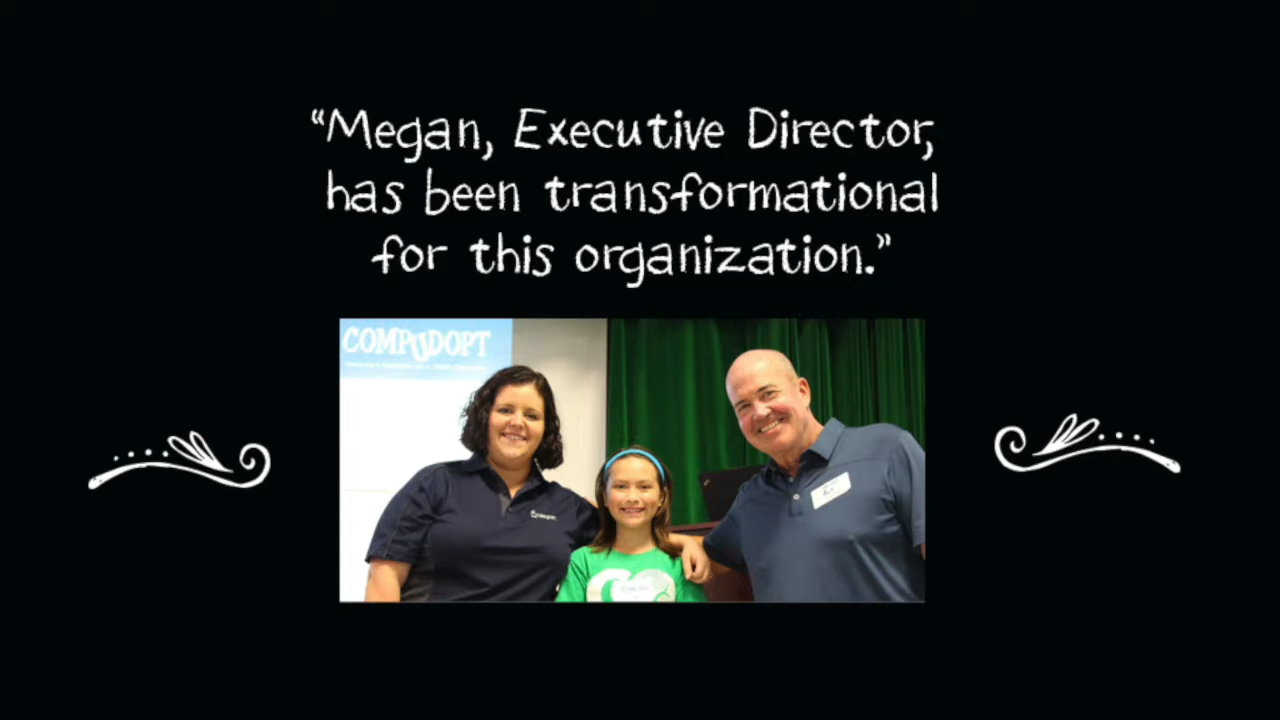 “Megan, Executive Director,
has been transformational
for this organization.”
COMPUDOPT